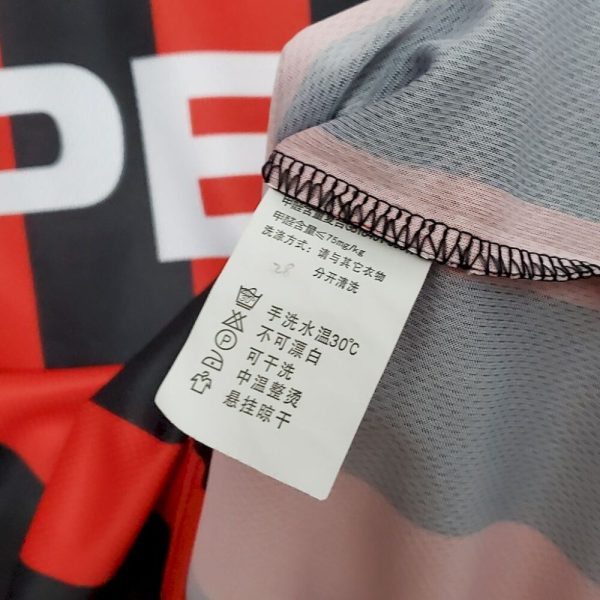 PE
甲醛含量≤75mg/kg
洗涤方式：请与其它衣物
分开清洗
28
手洗水温30℃
不可漂白
P 可干洗
中温整烫
悬挂晾干